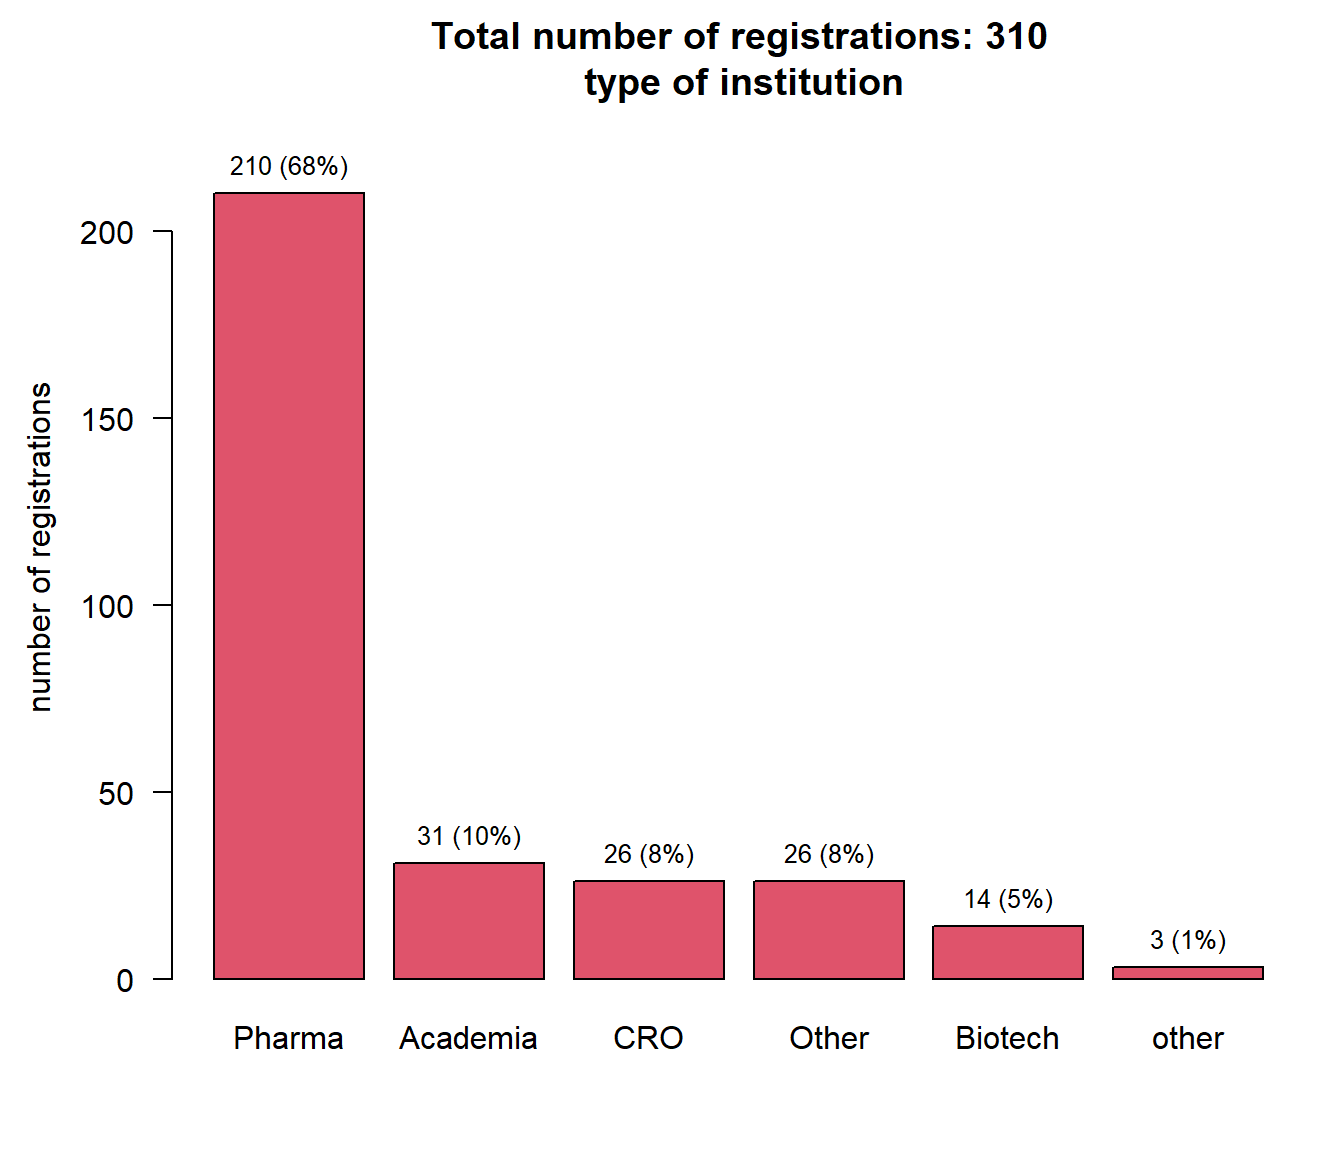 Total number of registrations: 310
type of institution
210 (68%)
200
150
100
50
0
number of registrations
31 (10%)
26 (8%)
26 (8%)
14 (5%)
3 (1%)
Pharma
Academia
CRO
Other
Biotech
other